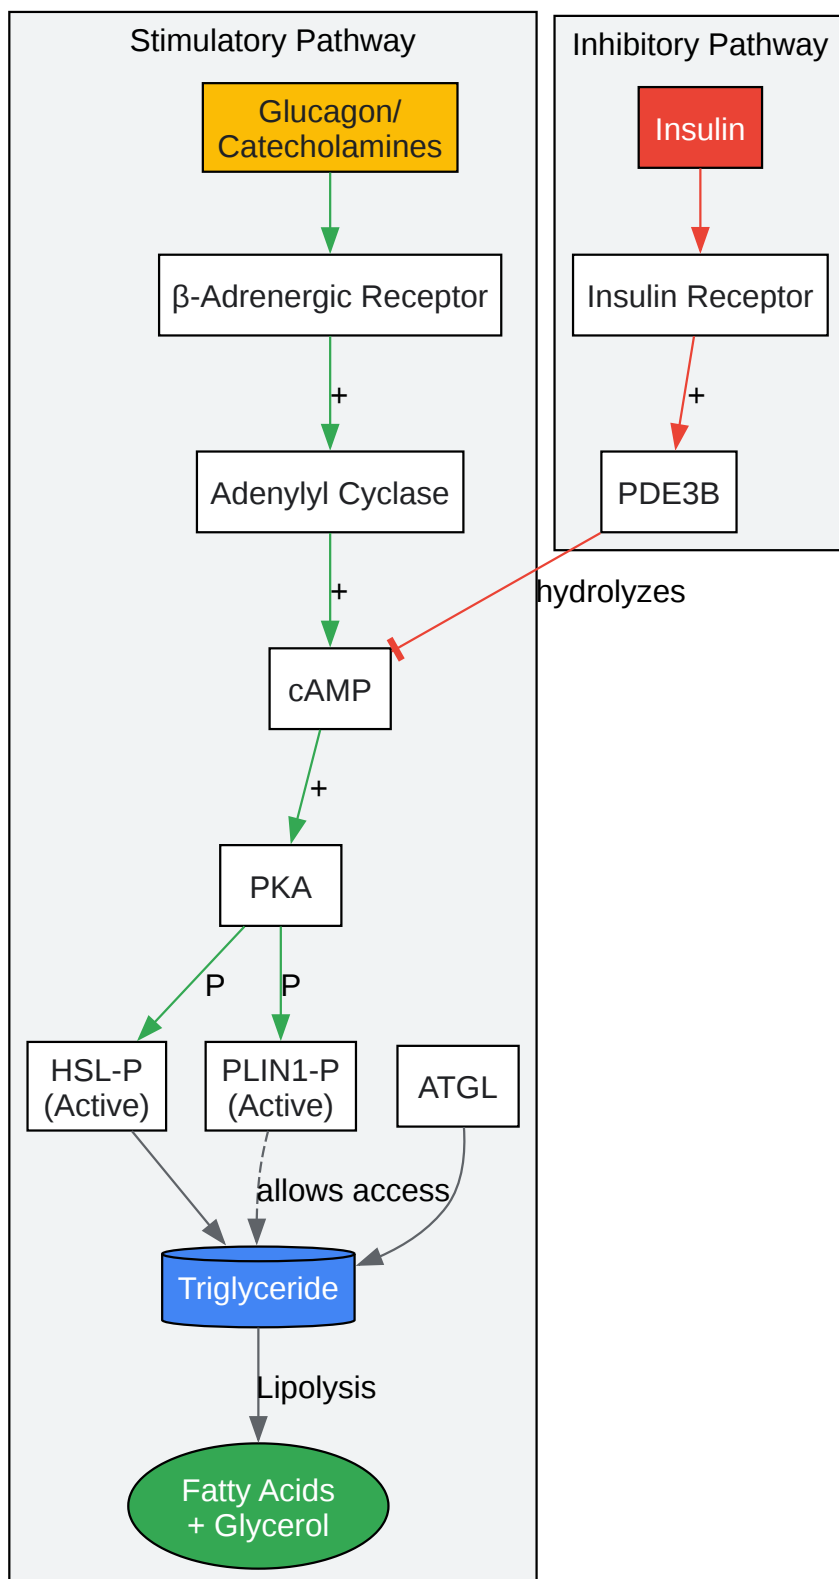 Stimulatory Pathway
Inhibitory Pathway
Glucagon/
Catecholamines
Insulin
β-Adrenergic Receptor
Insulin Receptor
+
+
Adenylyl Cyclase
PDE3B
+
hydrolyzes
cAMP
+
PKA
P
P
HSL-P
(Active)
PLIN1-P
(Active)
ATGL
allows access
Triglyceride
Lipolysis
Fatty Acids
+ Glycerol